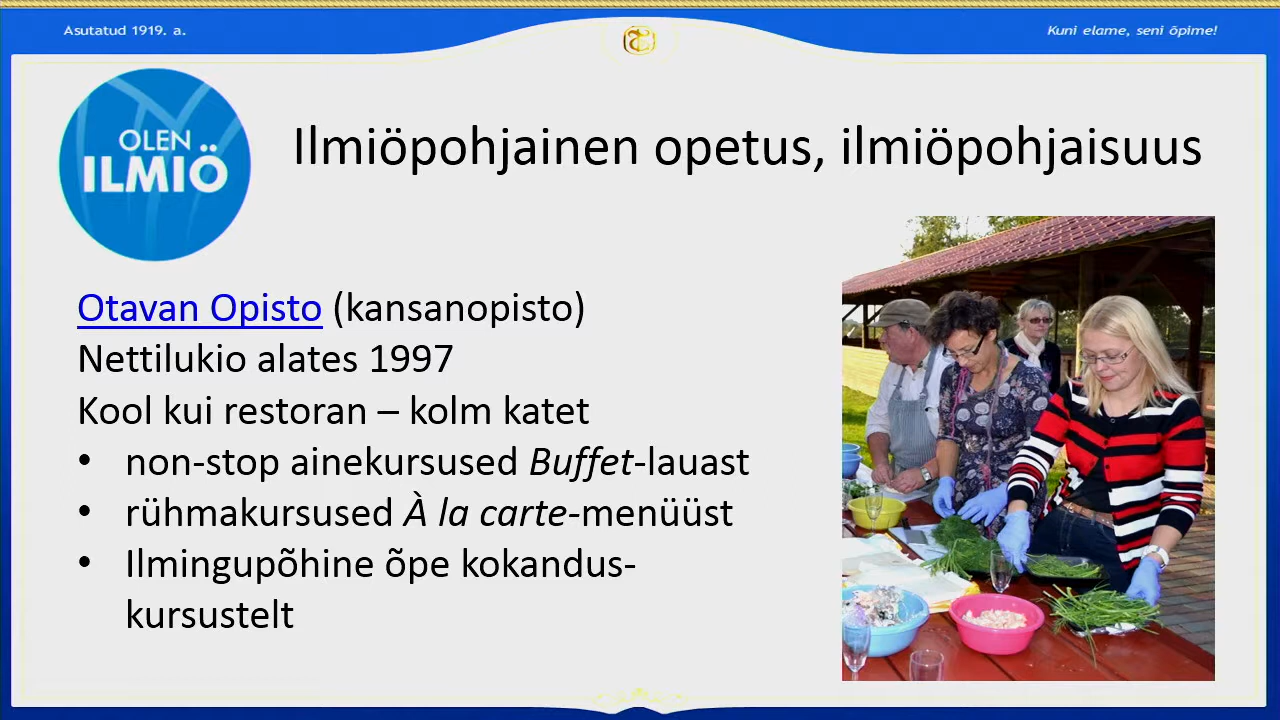 Asutatud 1919. a.
Kuni elame, seni õpime!
OLEN
ILMIÖ
Ilmiöpohjainen opetus, ilmiöpohjaisuus
Otavan Opisto (kansanopisto)
Nettilukio alates 1997
Kool kui restoran – kolm katet
• non-stop ainekursused Buffet-lauast
• rühmakursused À la carte-menüüst
• Ilmingupõhine õpe kokandus-
kursustelt